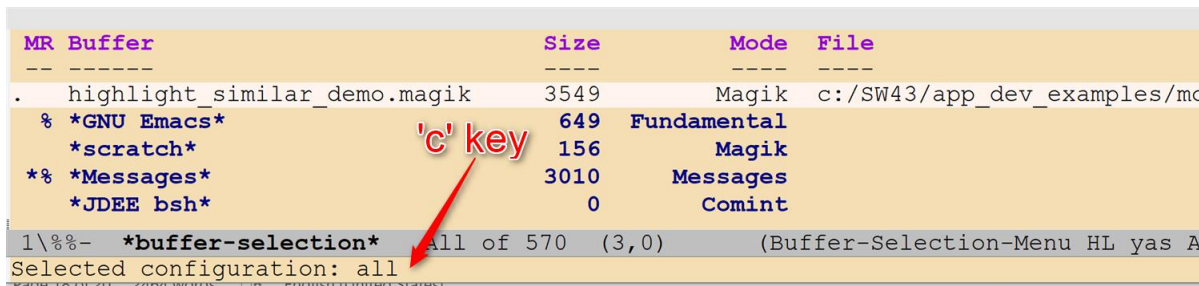 MR Buffer Size Mode File
-- ------ ---- ---- ----
. highlight_similar_demo.magik 3549 Magik c:/SW43/app_dev_examples/mo
% *GNU Emacs* 649 Fundamental
'c' key
*scratch* 156 Magik
*% *Messages* 3010 Messages
*JDEE bsh* 0 Comint
1\%%- *buffer-selection* All of 570 (3,0) (Buffer-Selection-Menu HL yas A
Selected configuration: all